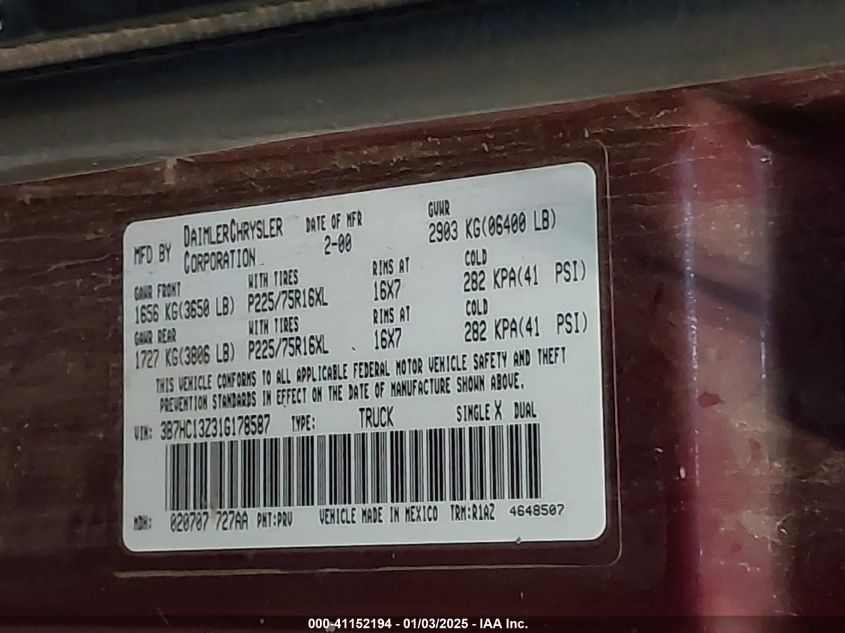 MFD BY DAIMLERCHRYSLER CORPORATION DATE OF MFR 2-00 GVWR 2903 KG(06400 LB)
GAWR FRONT WITH TIRES RIMS AT COLD
1656 KG(3650 LB) P225/75R16XL 16X7 282 KPA(41 PSI)
GAWR REAR WITH TIRES RIMS AT COLD
1727 KG(3806 LB) P225/75R16XL 16X7 282 KPA(41 PSI)
THIS VEHICLE CONFORMS TO ALL APPLICABLE FEDERAL MOTOR VEHICLE SAFETY AND THEFT
PREVENTION STANDARDS IN EFFECT ON THE DATE OF MANUFACTURE SHOWN ABOVE.
VIN: 3B7HC13Z31G178587 TYPE: TRUCK SINGLE X DUAL
MDH: 020707 727AA PNT:PRV VEHICLE MADE IN MEXICO TRM:R1AZ 4648507
000-41152194 - 01/03/2025 - IAA Inc.